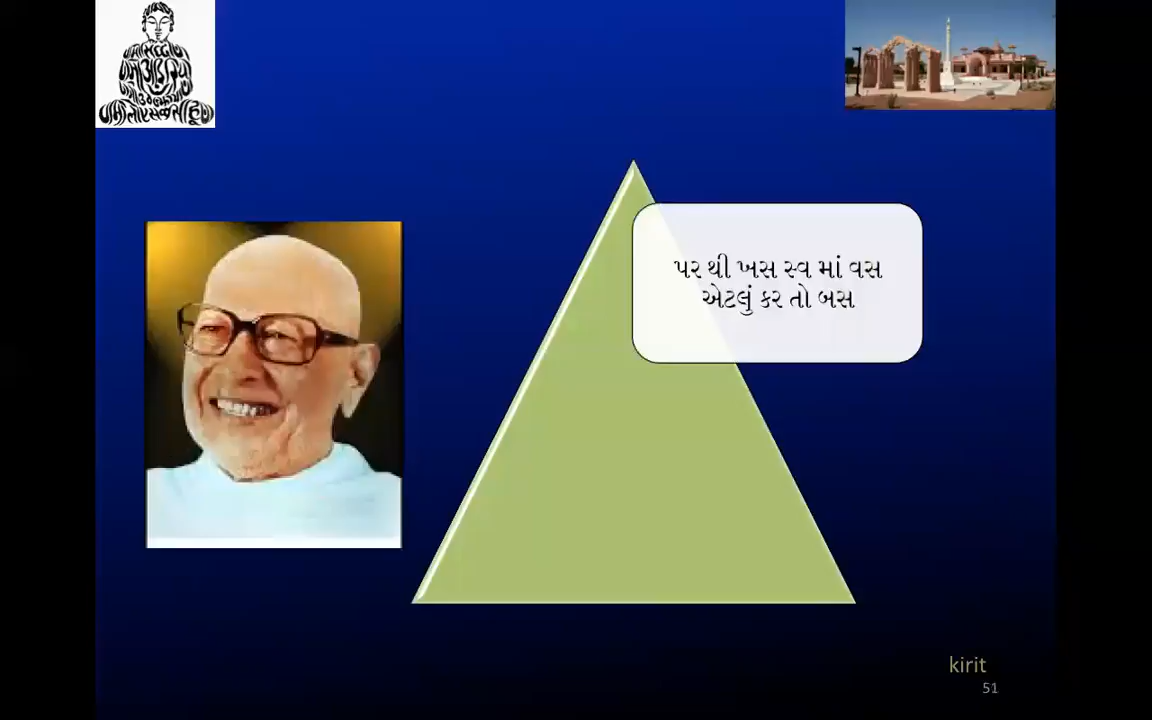 પર થી ખસ સ્વ માં વસ
એટલું કર તો બસ
kirit
51